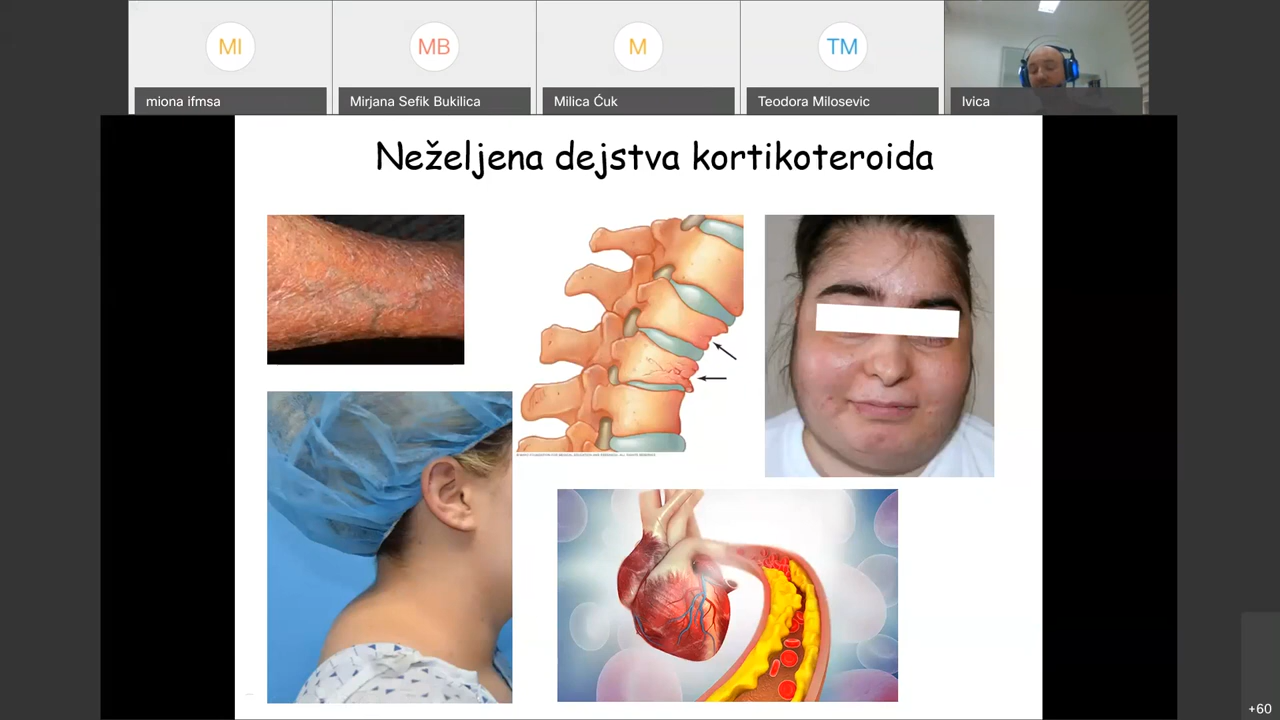 MI
MB
M
TM
miona ifmsa
Mirjana Sefik Bukilica
Milica Ćuk
Teodora Milosevic
Ivica
Neželjena dejstva kortikoteroida
+60